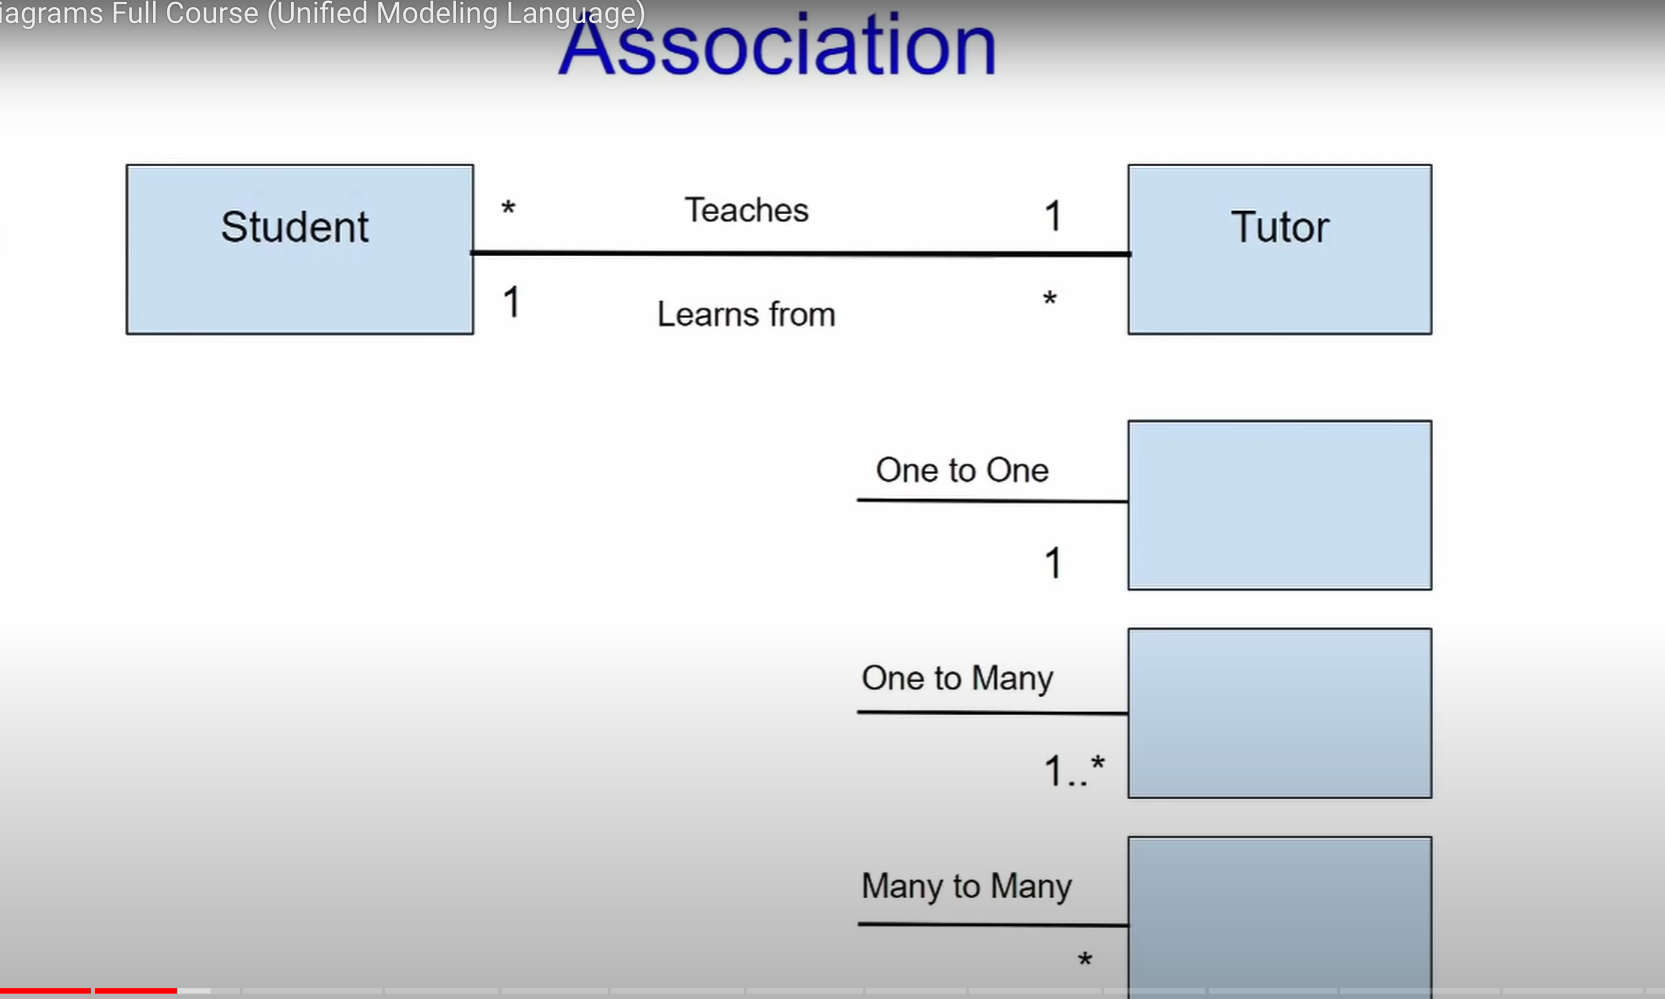 iagrams Full Course (Unified Modeling Language)
Association
Student
*
Teaches
1
Tutor
1
Learns from
*
One to One
1
One to Many
1..*
Many to Many
*